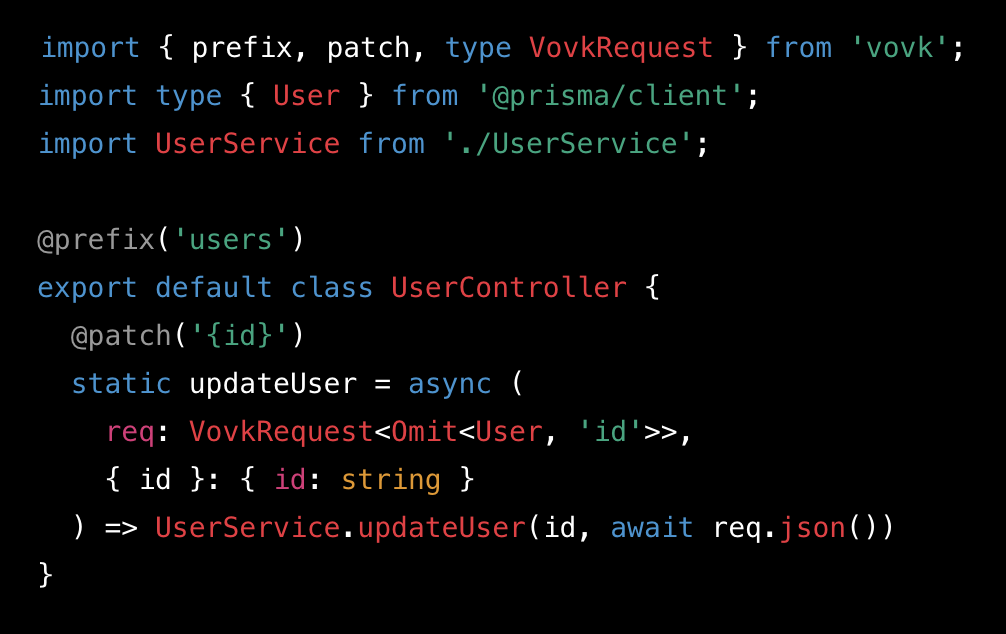 import { prefix, patch, type VovkRequest } from 'vovk';
import type { User } from '@prisma/client';
import UserService from './UserService';

@prefix('users')
export default class UserController {
  @patch('{id}')
  static updateUser = async (
    req: VovkRequest<Omit<User, 'id'>>,
    { id }: { id: string }
  ) => UserService.updateUser(id, await req.json())
}